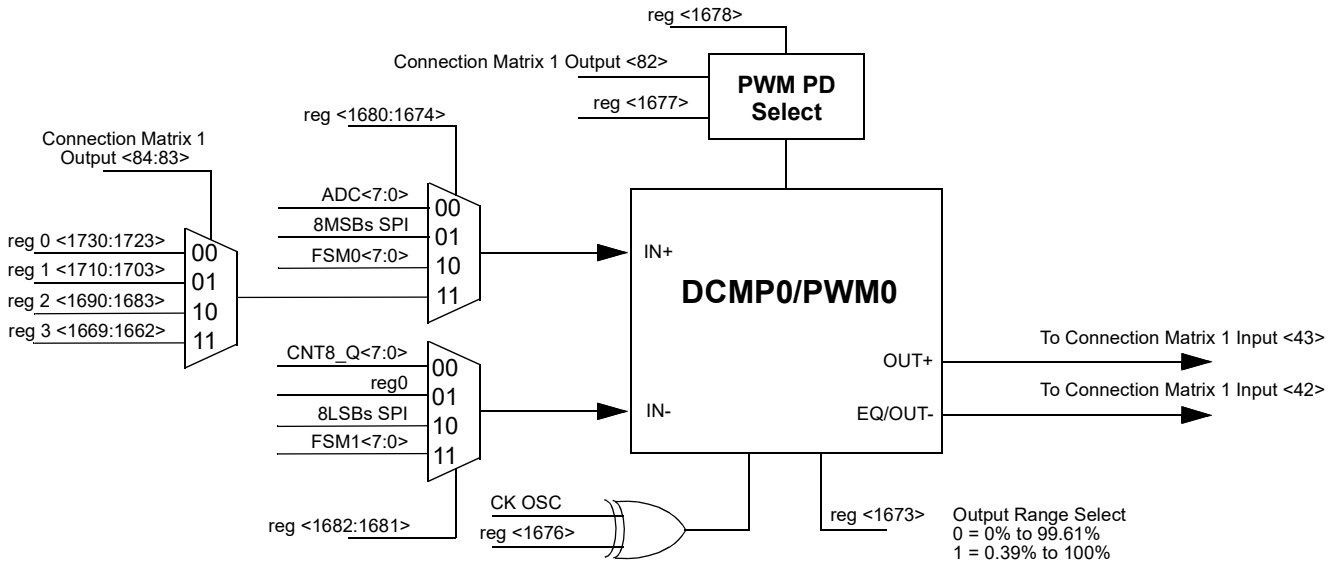 reg <1678>
Connection Matrix 1 Output <82>
reg <1677>
PWM PD
Select
reg <1680:1674>
Connection Matrix 1
Output <84:83>
ADC<7:0>
8MSBs SPI
FSM0<7:0>
00
01
10
11
reg 0 <1730:1723>
reg 1 <1710:1703>
reg 2 <1690:1683>
reg 3 <1669:1662>
00
01
10
11
IN+
DCMP0/PWM0
CNT8_Q<7:0>
reg0
8LSBs SPI
FSM1<7:0>
00
01
10
11
IN-
OUT+
EQ/OUT-
To Connection Matrix 1 Input <43>
To Connection Matrix 1 Input <42>
reg <1682:1681>
CK OSC
reg <1676>
reg <1673>
Output Range Select
0 = 0% to 99.61%
1 = 0.39% to 100%